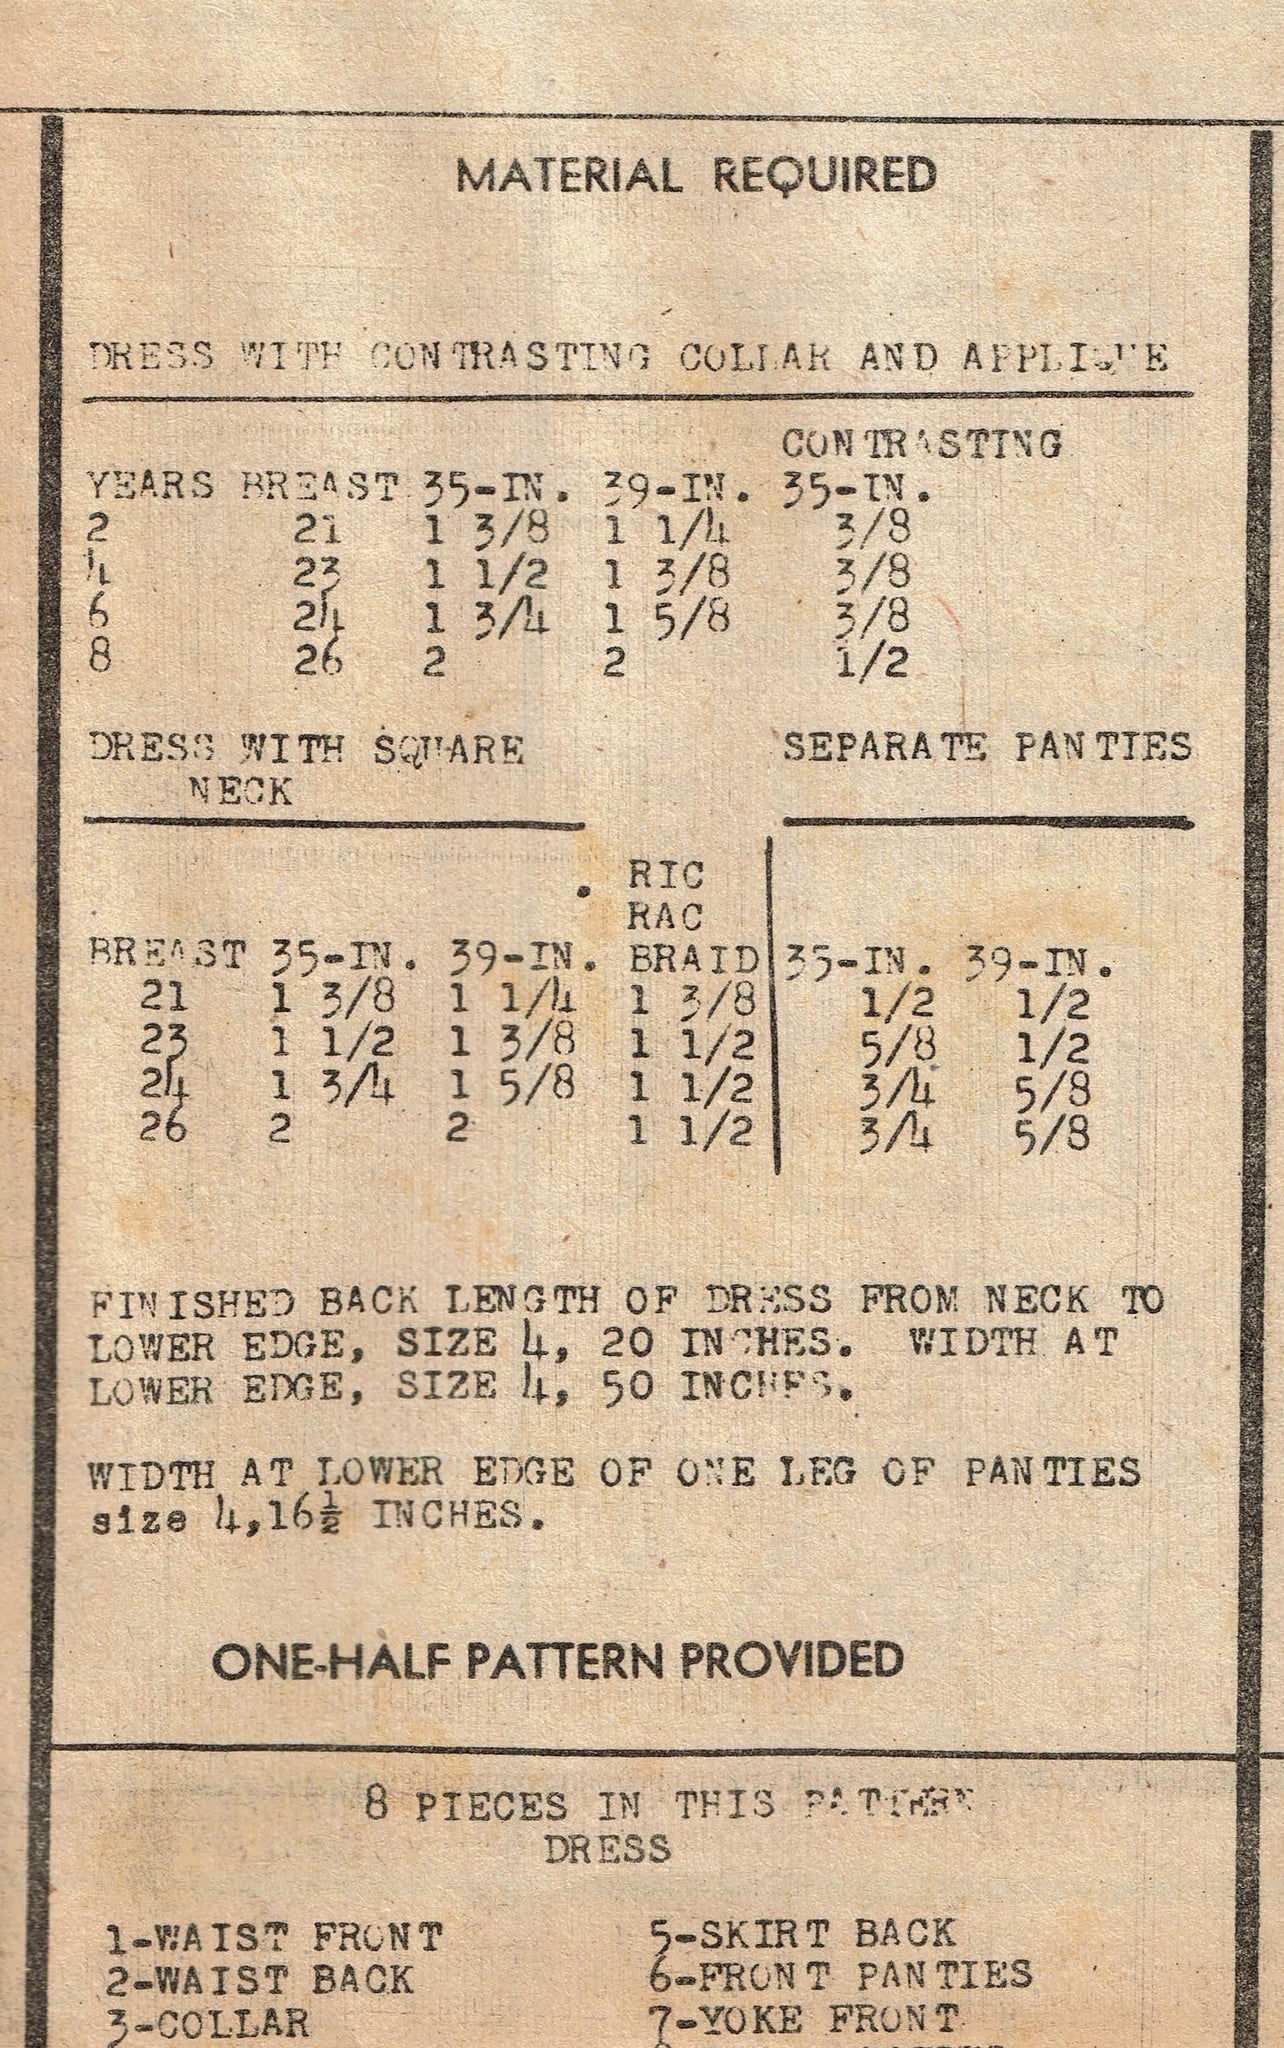 MATERIAL REQUIRED
DRESS WITH CONTRASTING COLLAR AND APPLIQUE
CONTRASTING
YEARS BREAST 35-IN. 39-IN. 35-IN.
2 21 1 3/8 1 1/4 3/8
4 23 1 1/2 1 3/8 3/8
6 24 1 3/4 1 5/8 3/8
8 26 2 2 1/2
DRESS WITH SQUARE SEPARATE PANTIES
NECK
RIC
RAC
BREAST 35-IN. 39-IN. BRAID 35-IN. 39-IN.
21 1 3/8 1 1/4 1 3/8 1/2 1/2
23 1 1/2 1 3/8 1 1/2 5/8 1/2
24 1 3/4 1 5/8 1 1/2 3/4 5/8
26 2 2 1 1/2 3/4 5/8
FINISHED BACK LENGTH OF DRESS FROM NECK TO
LOWER EDGE, SIZE 4, 20 INCHES. WIDTH AT
LOWER EDGE, SIZE 4, 50 INCHES.
WIDTH AT LOWER EDGE OF ONE LEG OF PANTIES
size 4,16½ INCHES.
ONE-HALF PATTERN PROVIDED
8 PIECES IN THIS PATTERN
DRESS
1-WAIST FRONT 5-SKIRT BACK
2-WAIST BACK 6-FRONT PANTIES
3-COLLAR 7-YOKE FRONT